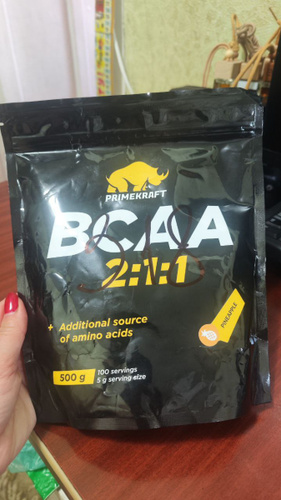 PRIMEKRAFT
BCAA
2:1:1
+ Additional source
of amino acids
PINEAPPLE
500 g
100 servings
5 g serving size